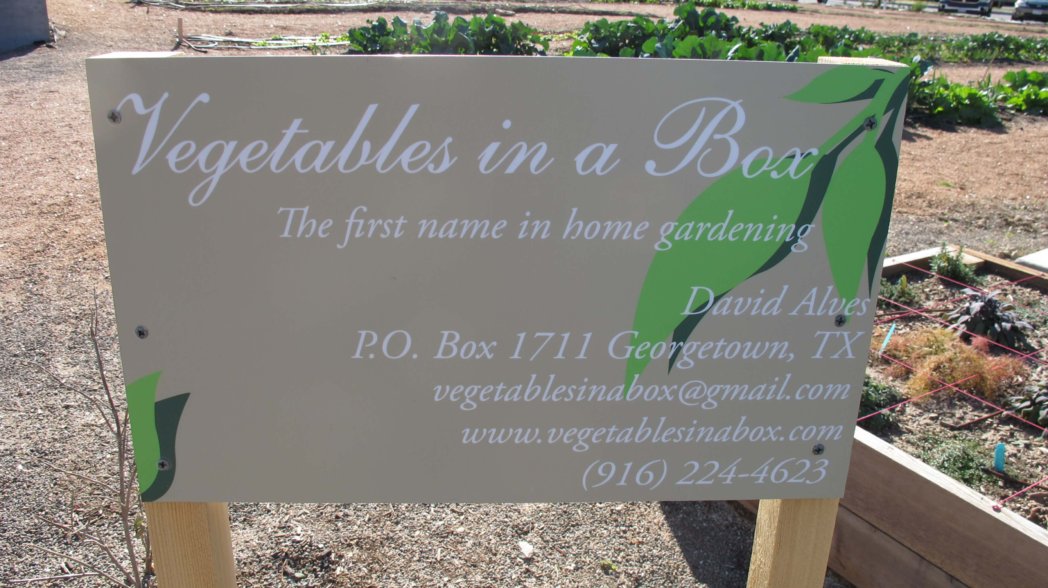 Vegetables in a Box
The first name in home gardening
David Alves
P.O. Box 1711 Georgetown, TX
vegetablesinabox@gmail.com
www.vegetablesinabox.com
(916) 224-4623